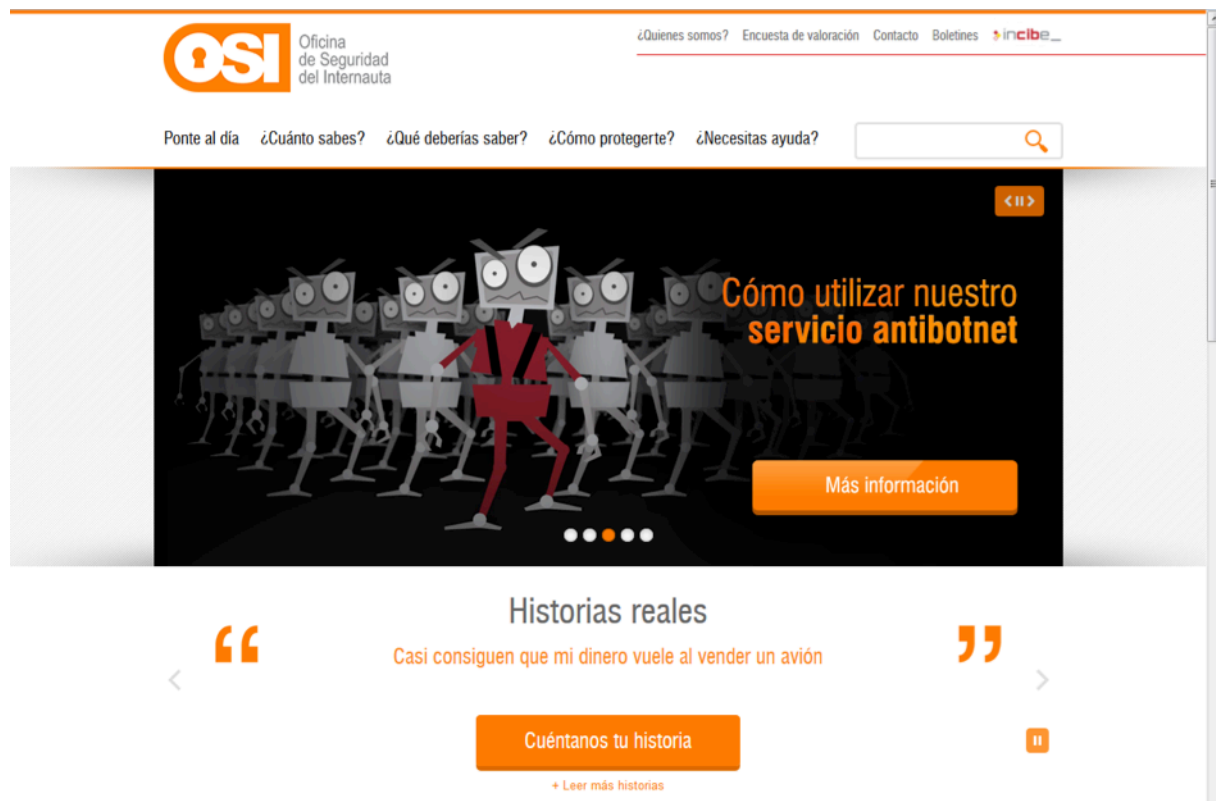 OSI
Oficina
de Seguridad
del Internauta
¿Quienes somos? Encuesta de valoración Contacto Boletines incibe_
Ponte al día ¿Cuánto sabes? ¿Qué deberías saber? ¿Cómo protegerte? ¿Necesitas ayuda?
Cómo utilizar nuestro
servicio antibotnet
Más información
Historias reales
“ Casi consiguen que mi dinero vuele al vender un avión ”
Cuéntanos tu historia
+ Leer más historias